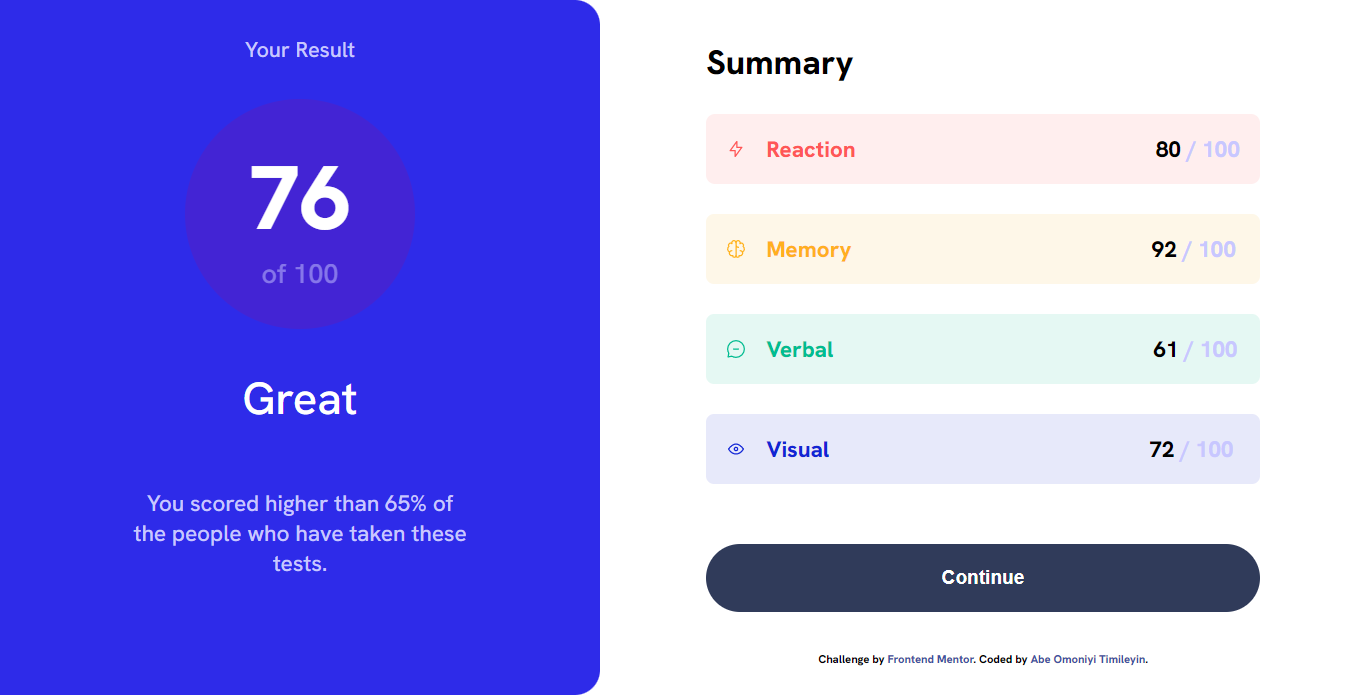 Your Result
76
of 100
Great
You scored higher than 65% of
the people who have taken these
tests.
Summary
Reaction 80 / 100
Memory 92 / 100
Verbal 61 / 100
Visual 72 / 100
Continue
Challenge by Frontend Mentor. Coded by Abe Omoniyi Timileyin.